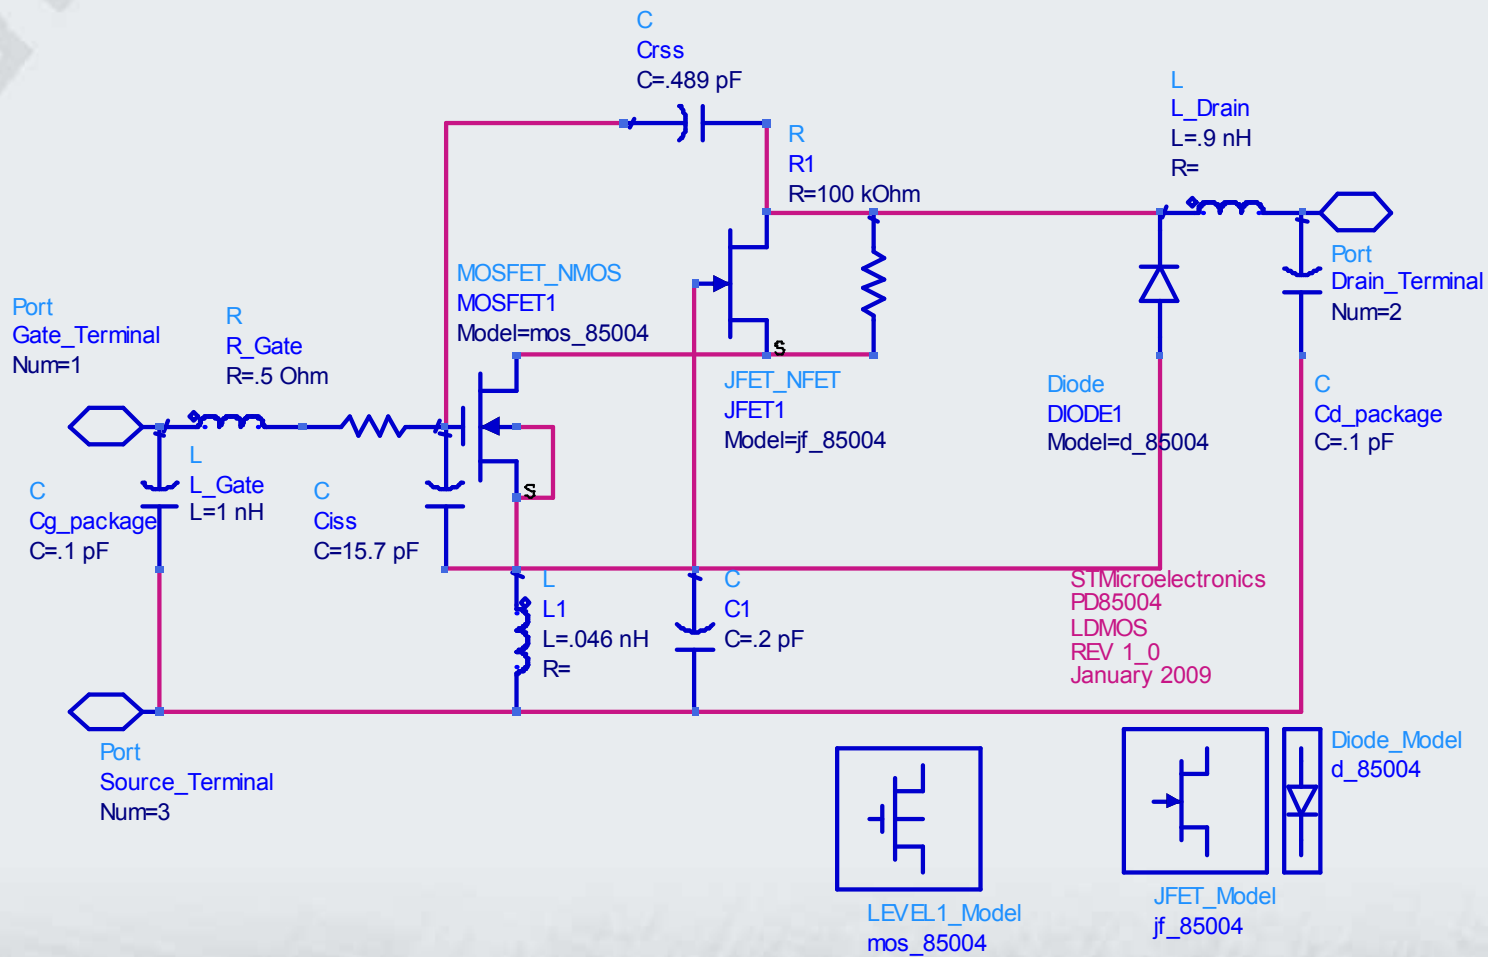 C
Crss
C=.489 pF
L
L_Drain
L=.9 nH
R=
R
R1
R=100 kOhm
Port
Drain_Terminal
Num=2
MOSFET_NMOS
MOSFET1
Model=mos_85004
Port
Gate_Terminal
Num=1
R
R_Gate
R=.5 Ohm
S
JFET_NFET
JFET1
Model=jf_85004
Diode
DIODE1
Model=d_85004
C
Cd_package
C=.1 pF
L
L_Gate
L=1 nH
C
Cg_package
C=.1 pF
C
Ciss
C=15.7 pF
S
L
L1
L=.046 nH
R=
C
C1
C=.2 pF
STMicroelectronics
PD85004
LDMOS
REV 1_0
January 2009
Port
Source_Terminal
Num=3
Diode_Model
d_85004
LEVEL1_Model
mos_85004
JFET_Model
jf_85004